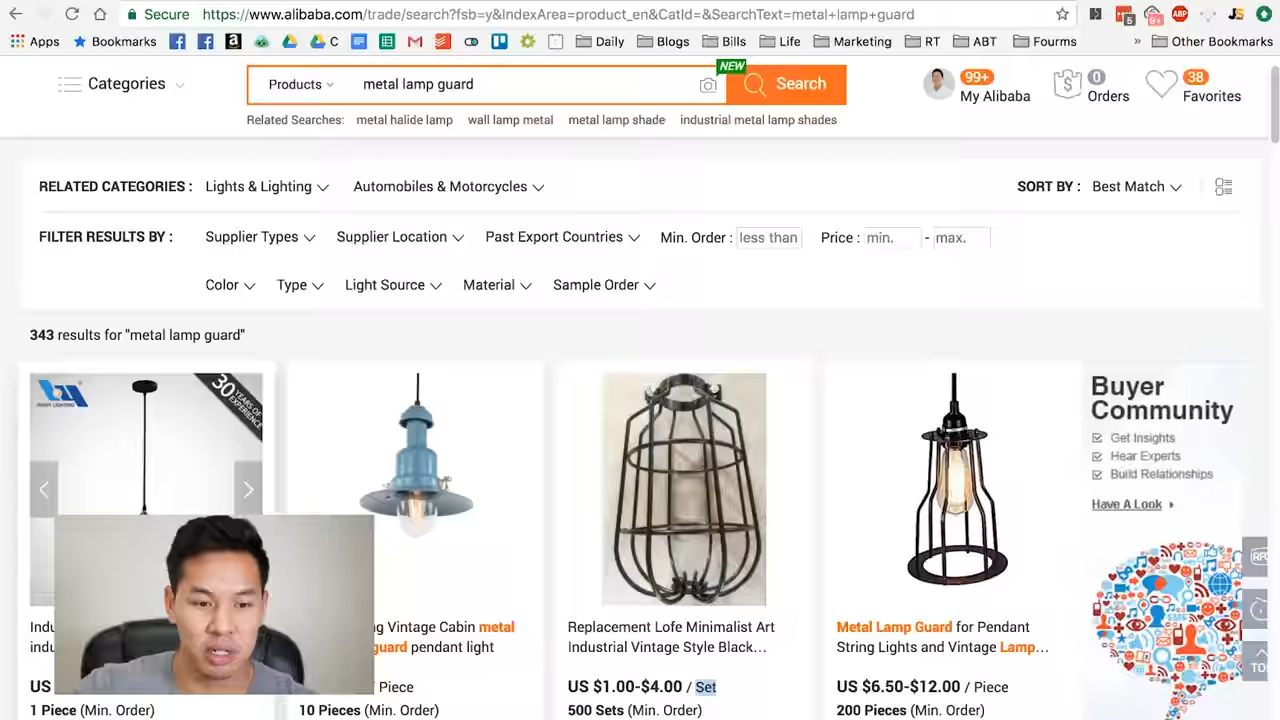 Secure https://www.alibaba.com/trade/search?fsb=y&IndexArea=product_en&CatId=&SearchText=metal+lamp+guard
5 9+ ABP JS
Apps Bookmarks C Daily Blogs Bills Life Marketing RT ABT Fourms » Other Bookmarks
Categories Products metal lamp guard NEW Search 99+ My Alibaba 0 Orders 38 Favorites
Related Searches: metal halide lamp wall lamp metal metal lamp shade industrial metal lamp shades
RELATED CATEGORIES : Lights & Lighting Automobiles & Motorcycles SORT BY : Best Match
FILTER RESULTS BY : Supplier Types Supplier Location Past Export Countries Min. Order : less than Price : min. - max.
Color Type Light Source Material Sample Order
343 results for "metal lamp guard"
30 YEARS OF EXPERIENCE
Buyer
Community
Get Insights
Hear Experts
Build Relationships
Have A Look
RFQ
TO
Indu
indu
US
1 Piece (Min. Order)
g Vintage Cabin metal
guard pendant light
/ Piece
10 Pieces (Min. Order)
Replacement Lofe Minimalist Art
Industrial Vintage Style Black...
US $1.00-$4.00 / Set
500 Sets (Min. Order)
Metal Lamp Guard for Pendant
String Lights and Vintage Lamp...
US $6.50-$12.00 / Piece
200 Pieces (Min. Order)